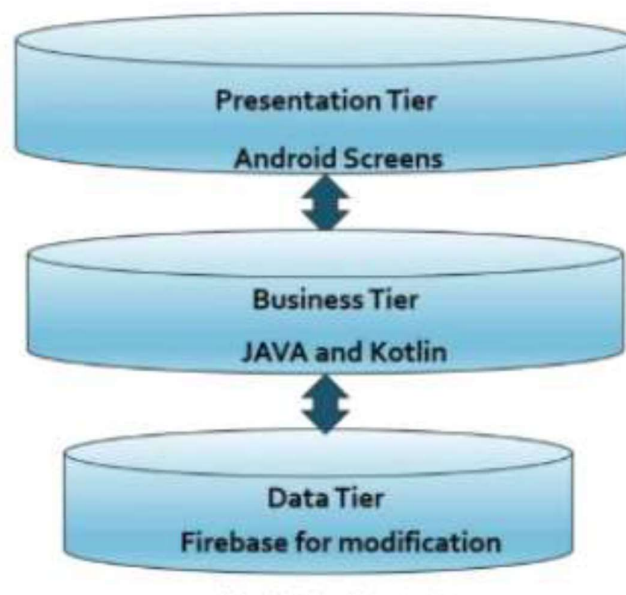 Presentation Tier
Android Screens
Business Tier
JAVA and Kotlin
Data Tier
Firebase for modification